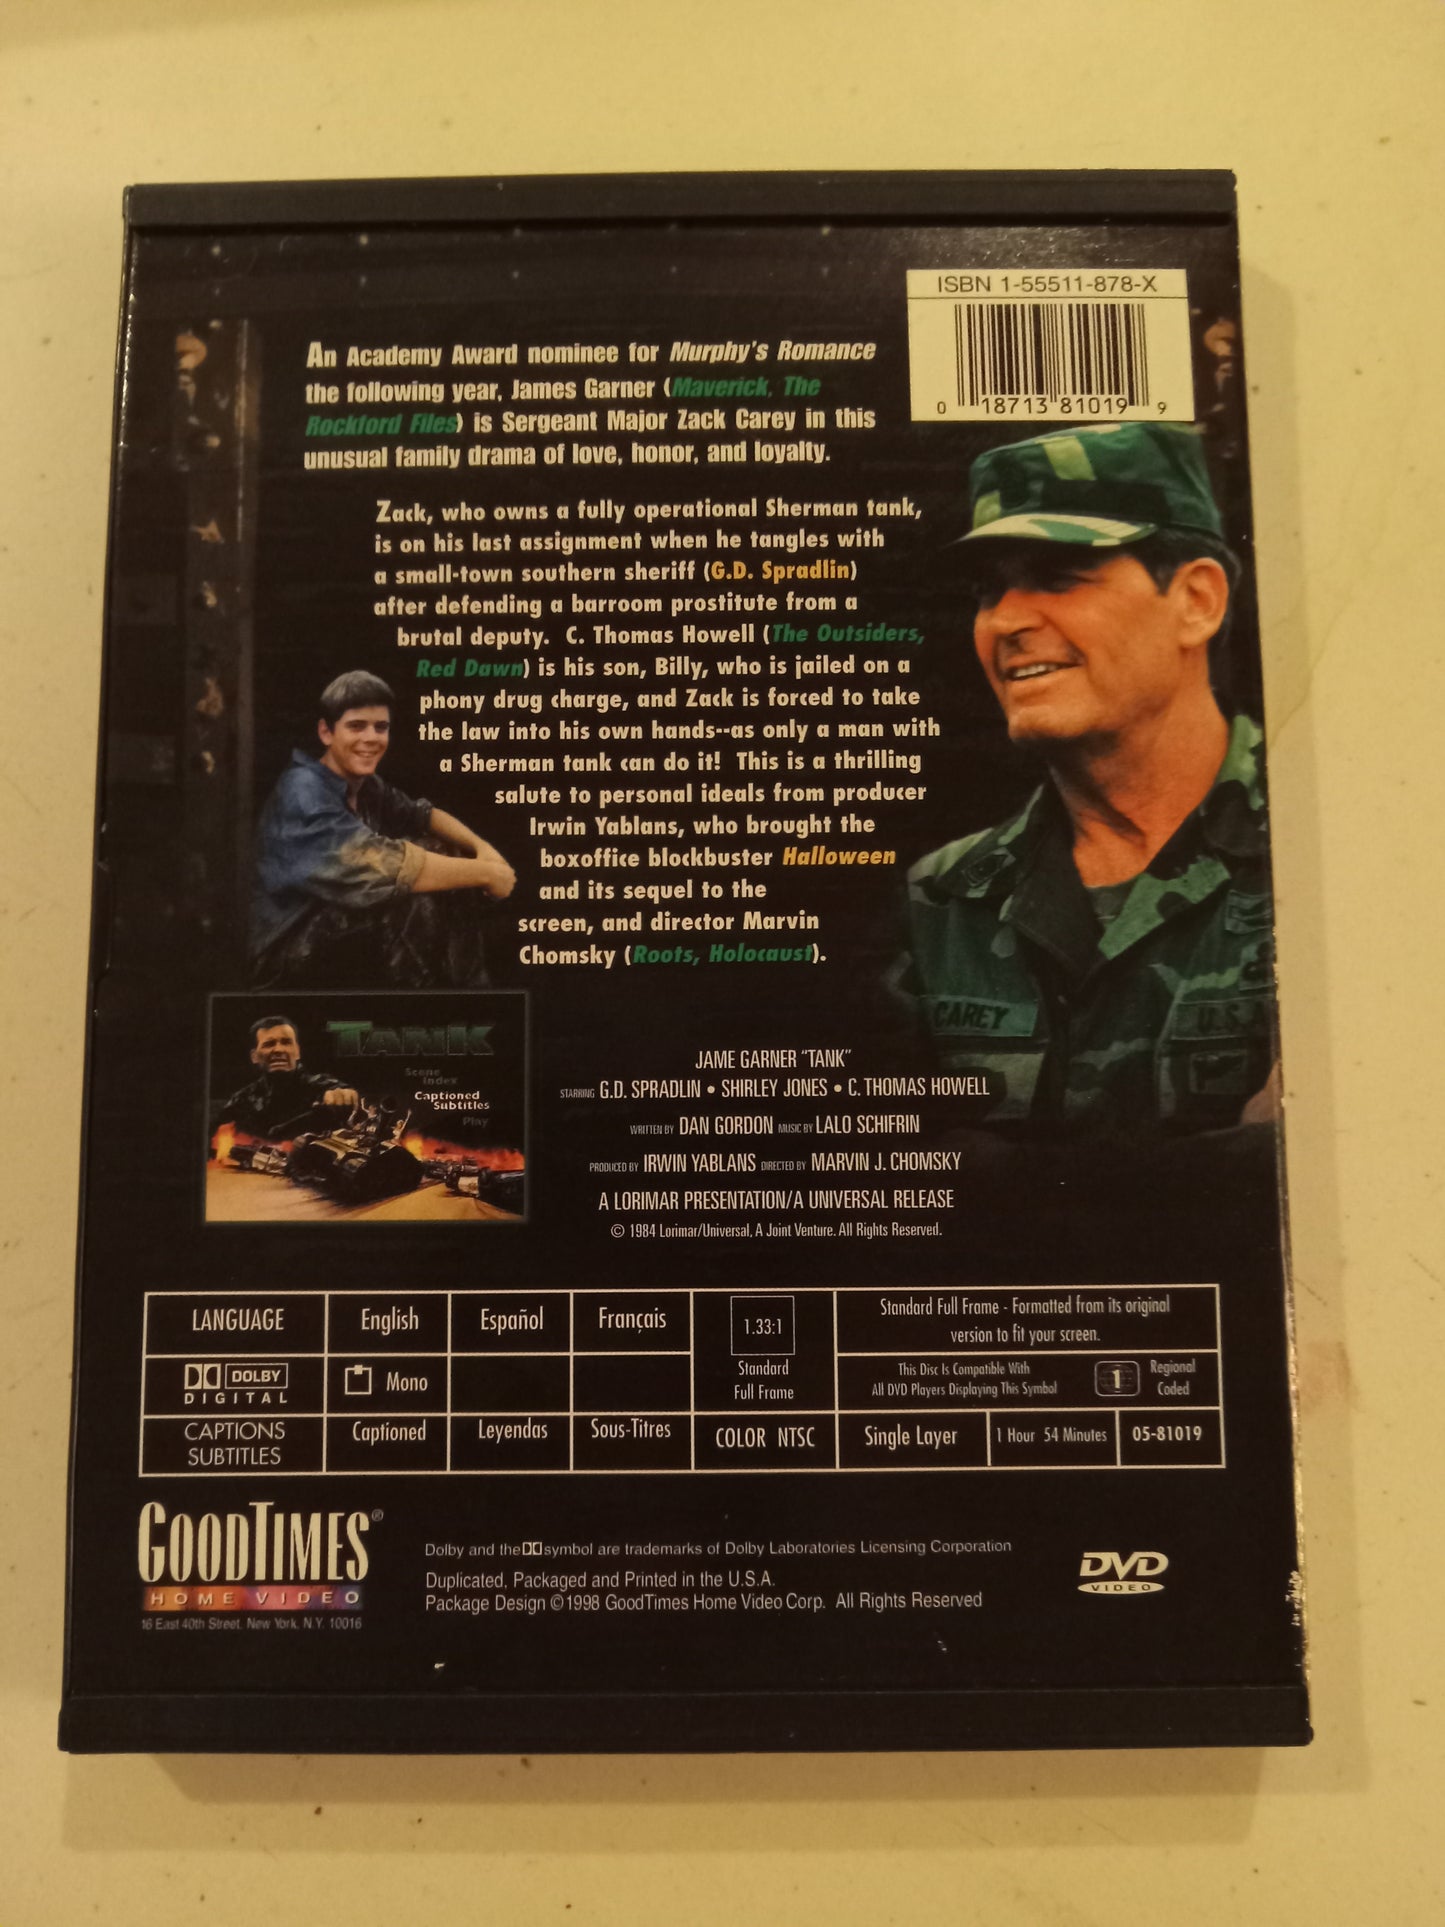 ISBN 1-55511-878-X
0 18713 81019 9
An Academy Award nominee for Murphy's Romance
the following year, James Garner (Maverick, The
Rockford Files) is Sergeant Major Zack Carey in this
unusual family drama of love, honor, and loyalty.
Zack, who owns a fully operational Sherman tank,
is on his last assignment when he tangles with
a small-town southern sheriff (G.D. Spradlin)
after defending a barroom prostitute from a
brutal deputy. C. Thomas Howell (The Outsiders,
Red Dawn) is his son, Billy, who is jailed on a
phony drug charge, and Zack is forced to take
the law into his own hands--as only a man with
a Sherman tank can do it! This is a thrilling
salute to personal ideals from producer
Irwin Yablans, who brought the
boxoffice blockbuster Halloween
and its sequel to the
screen, and director Marvin
Chomsky (Roots, Holocaust).
CAREY
U.S.
TANK
Scene
Index
Captioned
Subtitles
Play
JAME GARNER "TANK"
STARRING G.D. SPRADLIN • SHIRLEY JONES • C. THOMAS HOWELL
WRITTEN BY DAN GORDON MUSIC BY LALO SCHIFRIN
PRODUCED BY IRWIN YABLANS DIRECTED BY MARVIN J. CHOMSKY
A LORIMAR PRESENTATION/A UNIVERSAL RELEASE
© 1984 Lorimar/Universal, A Joint Venture. All Rights Reserved.
LANGUAGE English Español Français
DOLBY
DIGITAL
Mono
CAPTIONS
SUBTITLES
Captioned Leyendas Sous-Titres
1.33:1
Standard
Full Frame
COLOR NTSC
Standard Full Frame - Formatted from its original
version to fit your screen.
This Disc Is Compatible With
All DVD Players Displaying This Symbol
1
Regional
Coded
Single Layer 1 Hour 54 Minutes 05-81019
GOODTIMES®
HOME VIDEO
16 East 40th Street, New York, N.Y. 10016
Dolby and the symbol are trademarks of Dolby Laboratories Licensing Corporation
Duplicated, Packaged and Printed in the U.S.A.
Package Design ©1998 GoodTimes Home Video Corp. All Rights Reserved
DVD
VIDEO